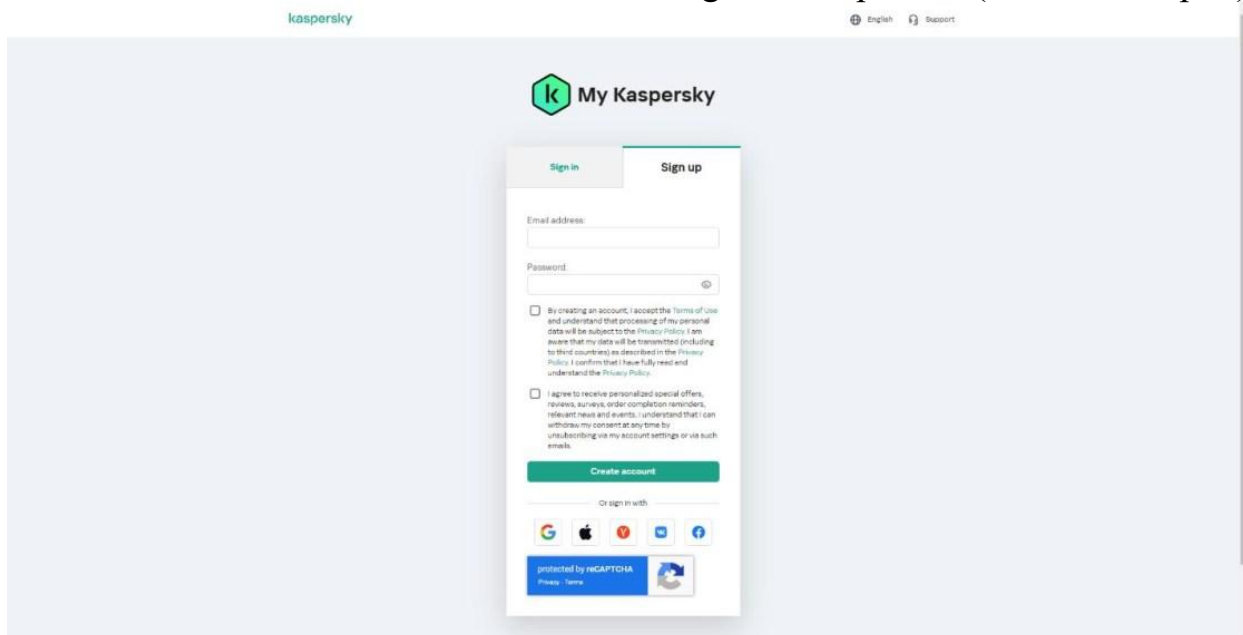 kaspersky
English
Support
My Kaspersky
Sign in
Sign up
Email address:
Password:
By creating an account, I accept the Terms of Use
and understand that processing of my personal
data will be subject to the Privacy Policy. I am
aware that my data will be transmitted (including
to third countries) as described in the Privacy
Policy. I confirm that I have fully read and
understand the Privacy Policy.
I agree to receive personalized special offers,
reviews, surveys, order completion reminders,
relevant news and events. I understand that I can
withdraw my consent at any time by
unsubscribing via my account settings or via such
emails.
Create account
Or sign in with
protected by reCAPTCHA
Privacy - Terms